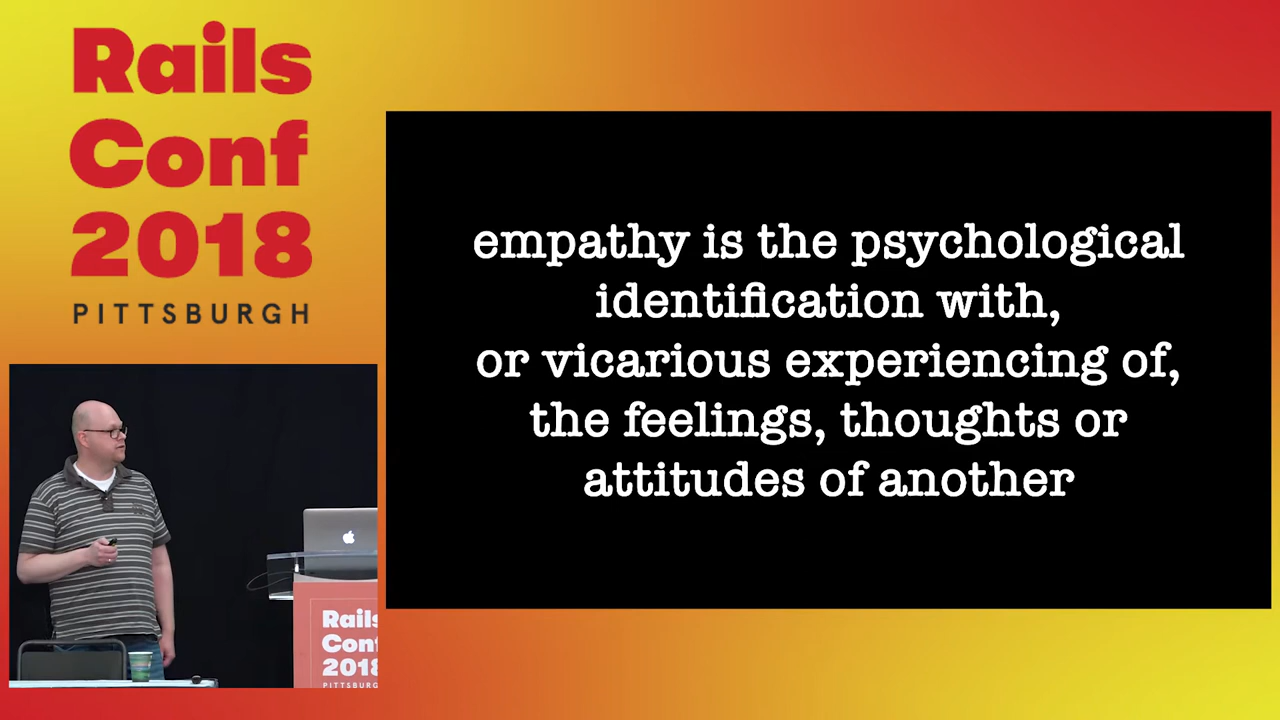 Rails
Conf
2018
PITTSBURGH
empathy is the psychological
identification with,
or vicarious experiencing of,
the feelings, thoughts or
attitudes of another
Rails
Conf
2018
PITTSBURG